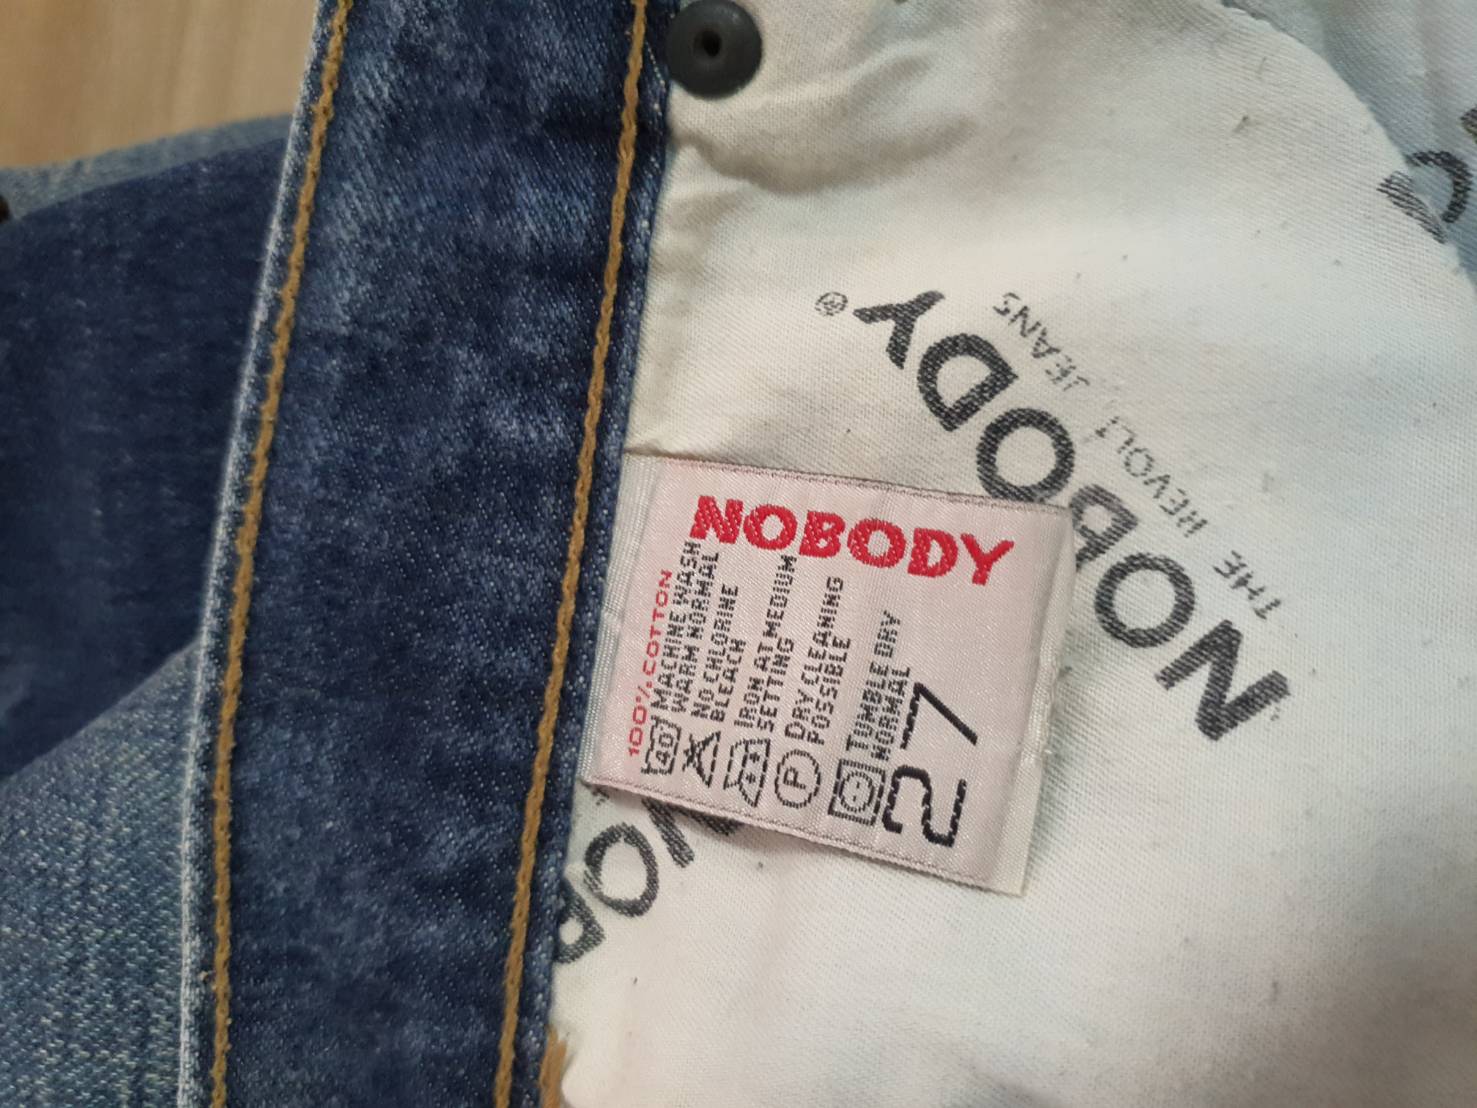 NOBODY
100% COTTON
40° MACHINE WASH
WARM NORMAL
NO CHLORINE
BLEACH
IRON AT MEDIUM
SETTING
P DRY CLEANING
POSSIBLE
TUMBLE DRY
NORMAL
27
NOBODY®
THE REVOLT JEANS